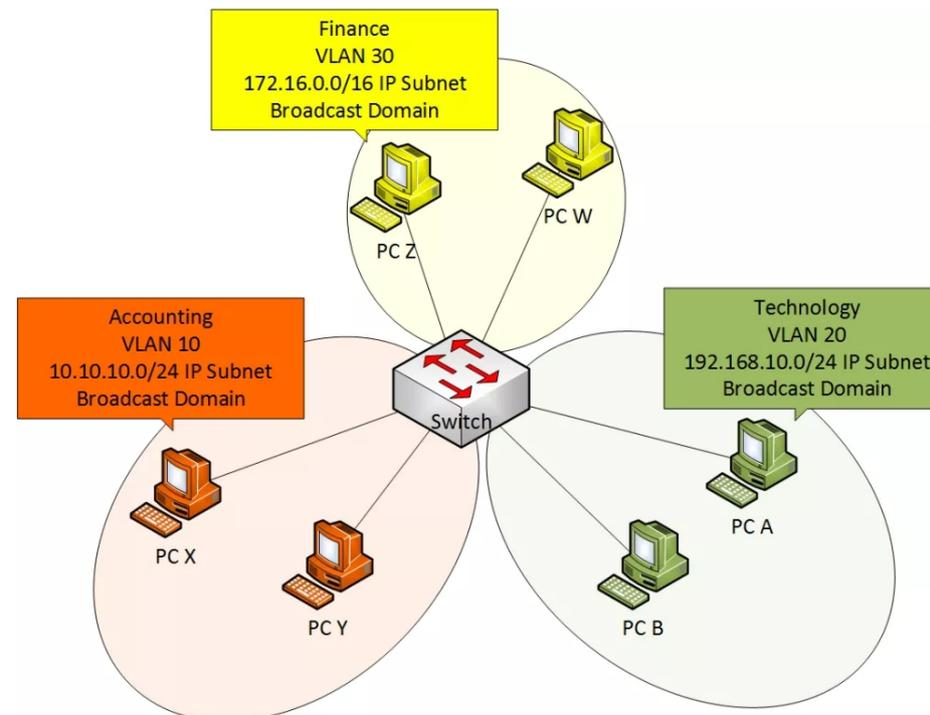 Finance
VLAN 30
172.16.0.0/16 IP Subnet
Broadcast Domain
PC W
PC Z
Accounting
VLAN 10
10.10.10.0/24 IP Subnet
Broadcast Domain
Technology
VLAN 20
192.168.10.0/24 IP Subnet
Broadcast Domain
Switch
PC X
PC Y
PC A
PC B